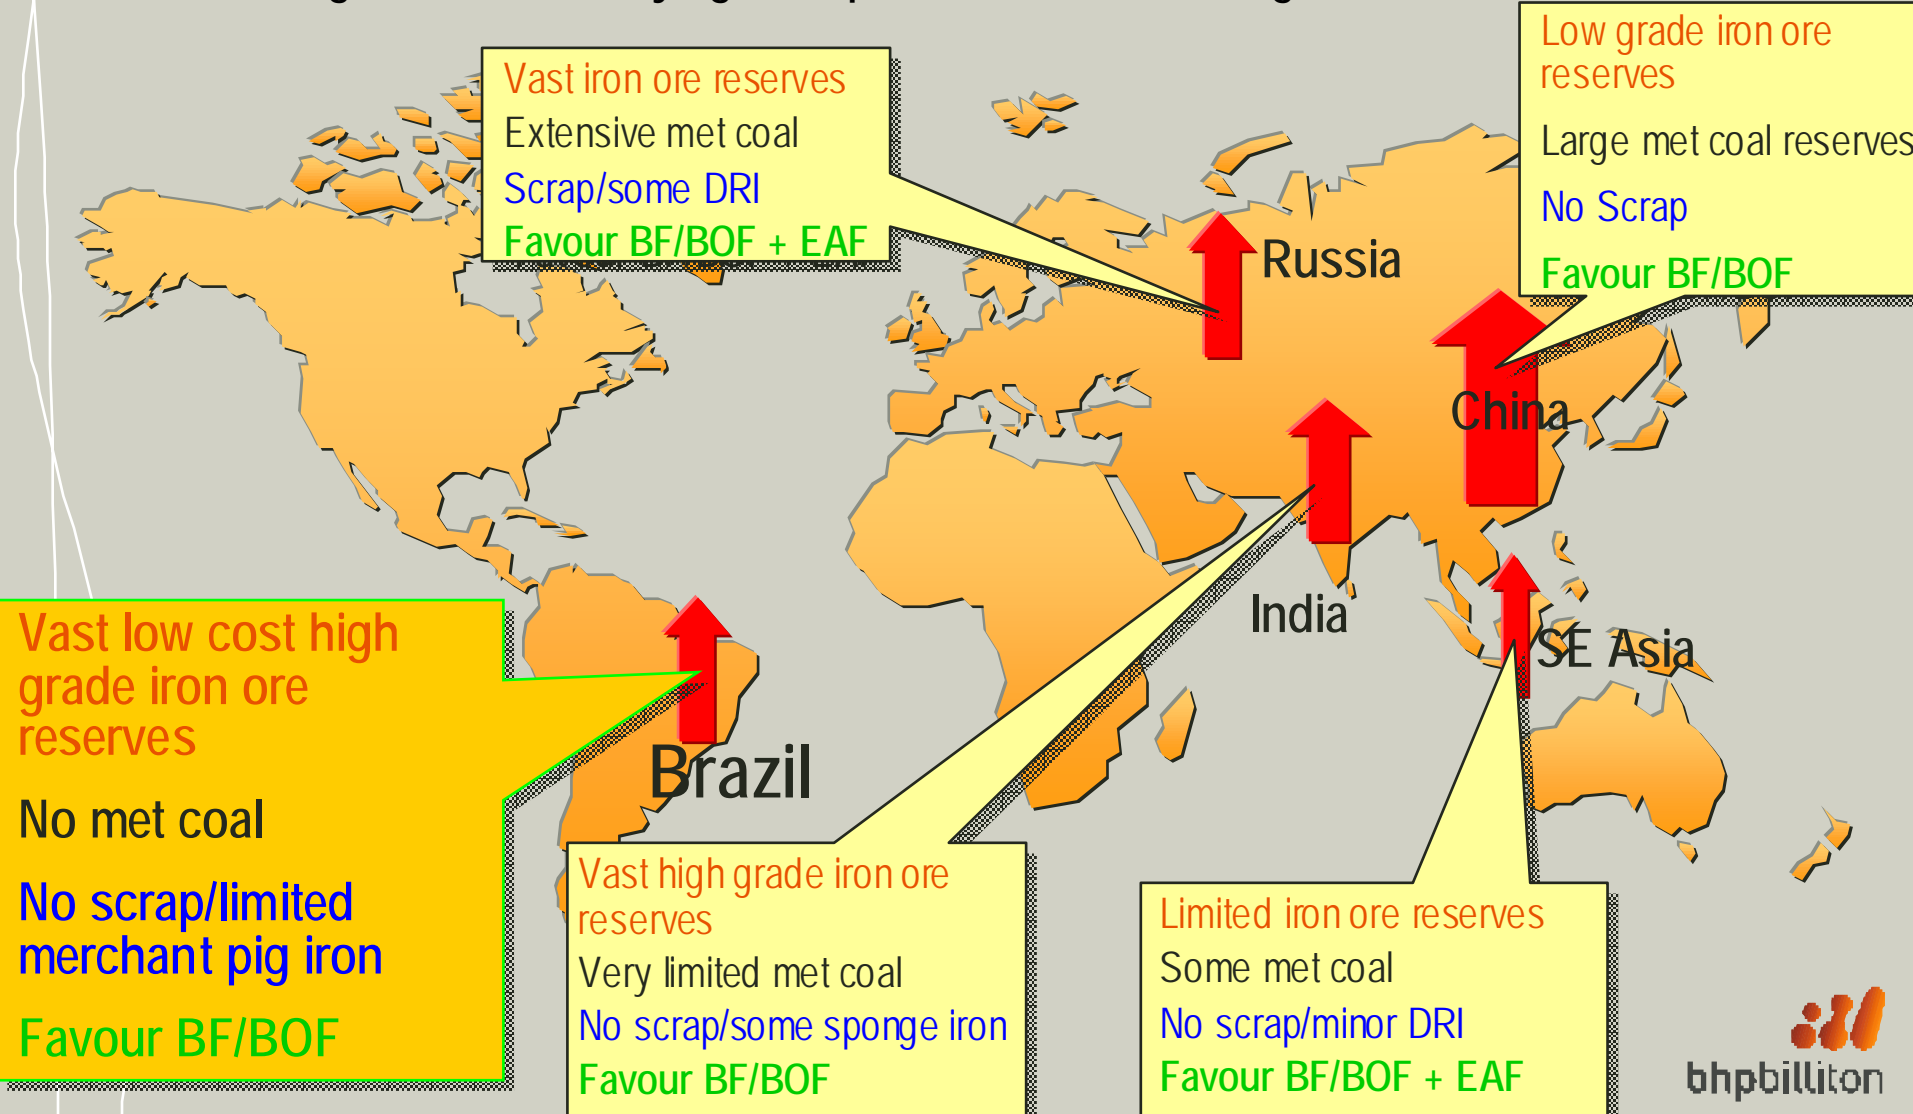 Vast iron ore reserves
Extensive met coal
Scrap/some DRI
Favour BF/BOF + EAF
Low grade iron ore
reserves
Large met coal reserves
No Scrap
Favour BF/BOF
Russia
China
India
SE Asia
Brazil
Vast low cost high
grade iron ore
reserves
No met coal
No scrap/limited
merchant pig iron
Favour BF/BOF
Vast high grade iron ore
reserves
Very limited met coal
No scrap/some sponge iron
Favour BF/BOF
Limited iron ore reserves
Some met coal
No scrap/minor DRI
Favour BF/BOF + EAF
bhpbilliton